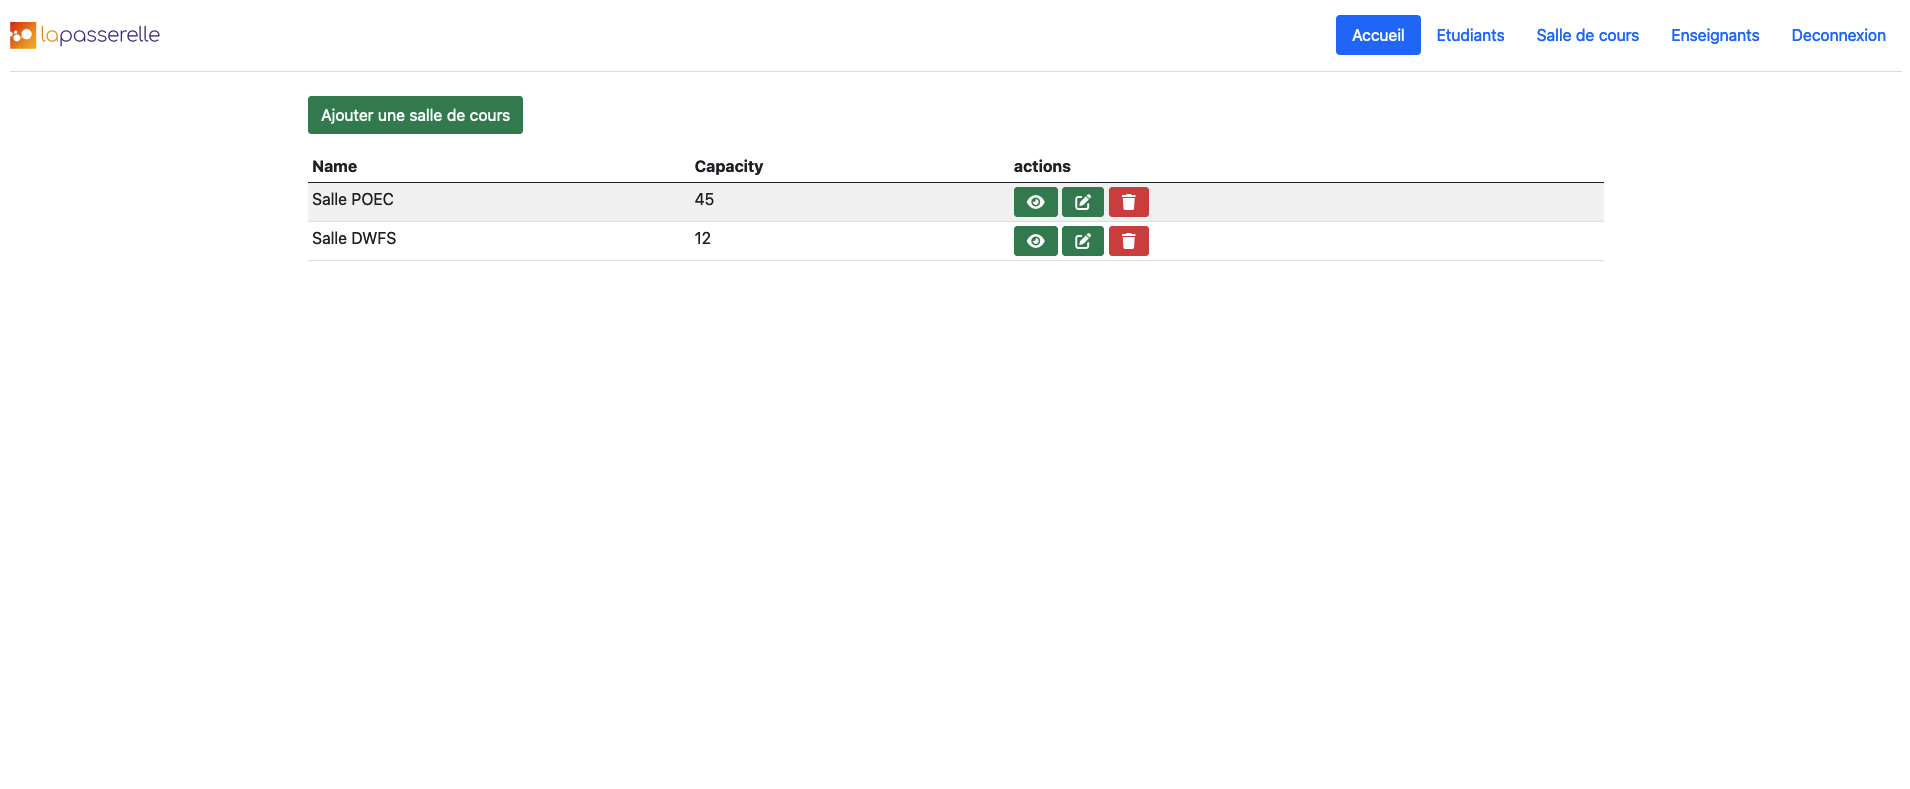 lapasserelle
Accueil Etudiants Salle de cours Enseignants Deconnexion
Ajouter une salle de cours
Name Capacity actions
Salle POEC 45
Salle DWFS 12